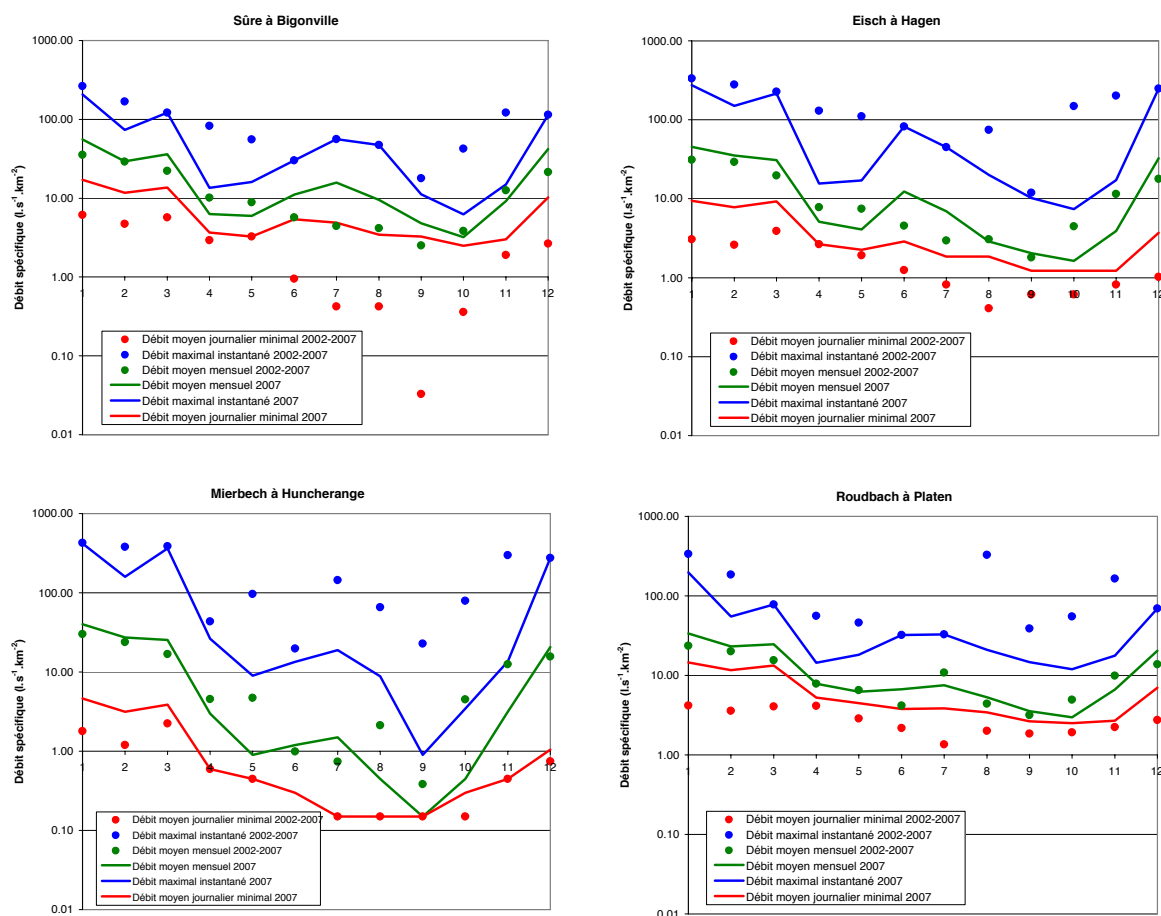 Sûre à Bigonville
Débit spécifique (l.s⁻¹.km⁻²)
1000.00
100.00
10.00
1.00
0.10
0.01
1 2 3 4 5 6 7 8 9 10 11 12
Débit moyen journalier minimal 2002-2007
Débit maximal instantané 2002-2007
Débit moyen mensuel 2002-2007
Débit moyen mensuel 2007
Débit maximal instantané 2007
Débit moyen journalier minimal 2007
Eisch à Hagen
Débit spécifique (l.s⁻¹.km⁻²)
1000.00
100.00
10.00
1.00
0.10
0.01
1 2 3 4 5 6 7 8 9 10 11 12
Débit moyen journalier minimal 2002-2007
Débit maximal instantané 2002-2007
Débit moyen mensuel 2002-2007
Débit moyen mensuel 2007
Débit maximal instantané 2007
Débit moyen journalier minimal 2007
Mierbech à Huncherange
Débit spécifique (l.s⁻¹.km⁻²)
1000.00
100.00
10.00
1.00
0.10
0.01
1 2 3 4 5 6 7 8 9 10 11 12
Débit moyen journalier minimal 2002-2007
Débit maximal instantané 2002-2007
Débit moyen mensuel 2002-2007
Débit moyen mensuel 2007
Débit maximal instantané 2007
Débit moyen journalier minimal 2007
Roudbach à Platen
Débit spécifique (l.s⁻¹.km⁻²)
1000.00
100.00
10.00
1.00
0.10
0.01
1 2 3 4 5 6 7 8 9 10 11 12
Débit moyen journalier minimal 2002-2007
Débit maximal instantané 2002-2007
Débit moyen mensuel 2002-2007
Débit moyen mensuel 2007
Débit maximal instantané 2007
Débit moyen journalier minimal 2007